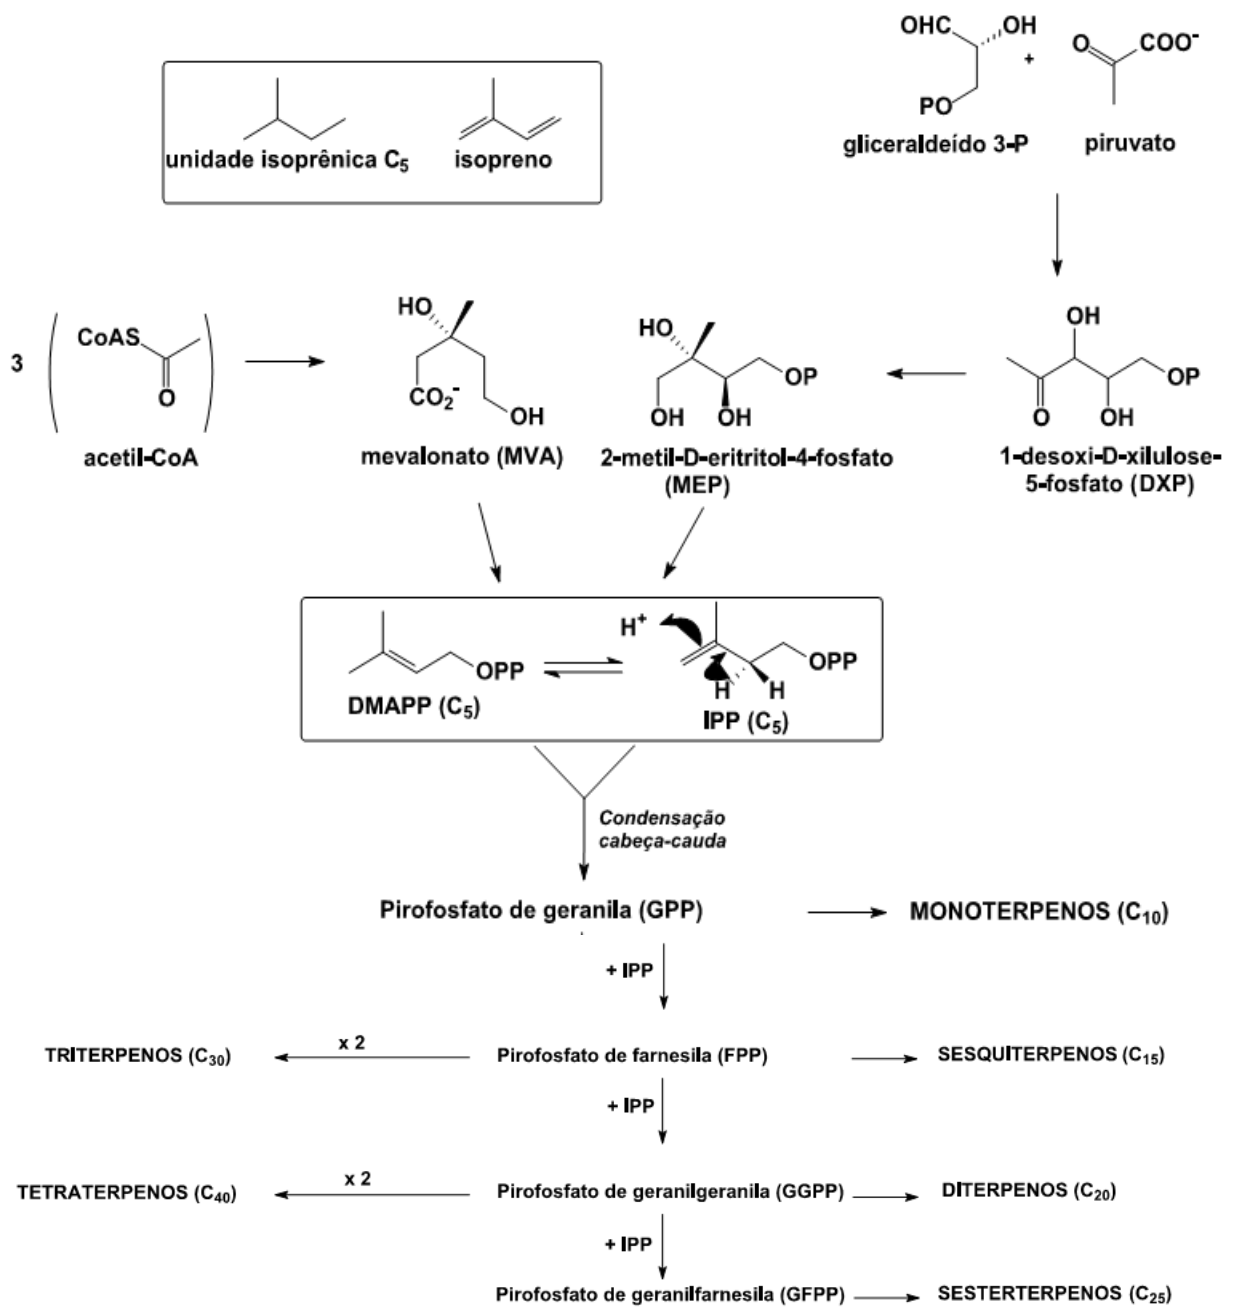 OHC
OH
+
O
COO-
PO
gliceraldeído 3-P
piruvato
unidade isoprênica C5
isopreno
3
CoAS
O
acetil-CoA
HO
CO2-
OH
mevalonato (MVA)
HO
OP
OH
OH
2-metil-D-eritritol-4-fosfato
(MEP)
OH
OP
O
OH
1-desoxi-D-xilulose-
5-fosfato (DXP)
OPP
DMAPP (C5)
H+
OPP
H
H
IPP (C5)
Condensação
cabeça-cauda
Pirofosfato de geranila (GPP)
MONOTERPENOS (C10)
+ IPP
TRITERPENOS (C30)
x 2
Pirofosfato de farnesila (FPP)
SESQUITERPENOS (C15)
+ IPP
TETRATERPENOS (C40)
x 2
Pirofosfato de geranilgeranila (GGPP)
DITERPENOS (C20)
+ IPP
Pirofosfato de geranilfarnesila (GFPP)
SESTERTERPENOS (C25)